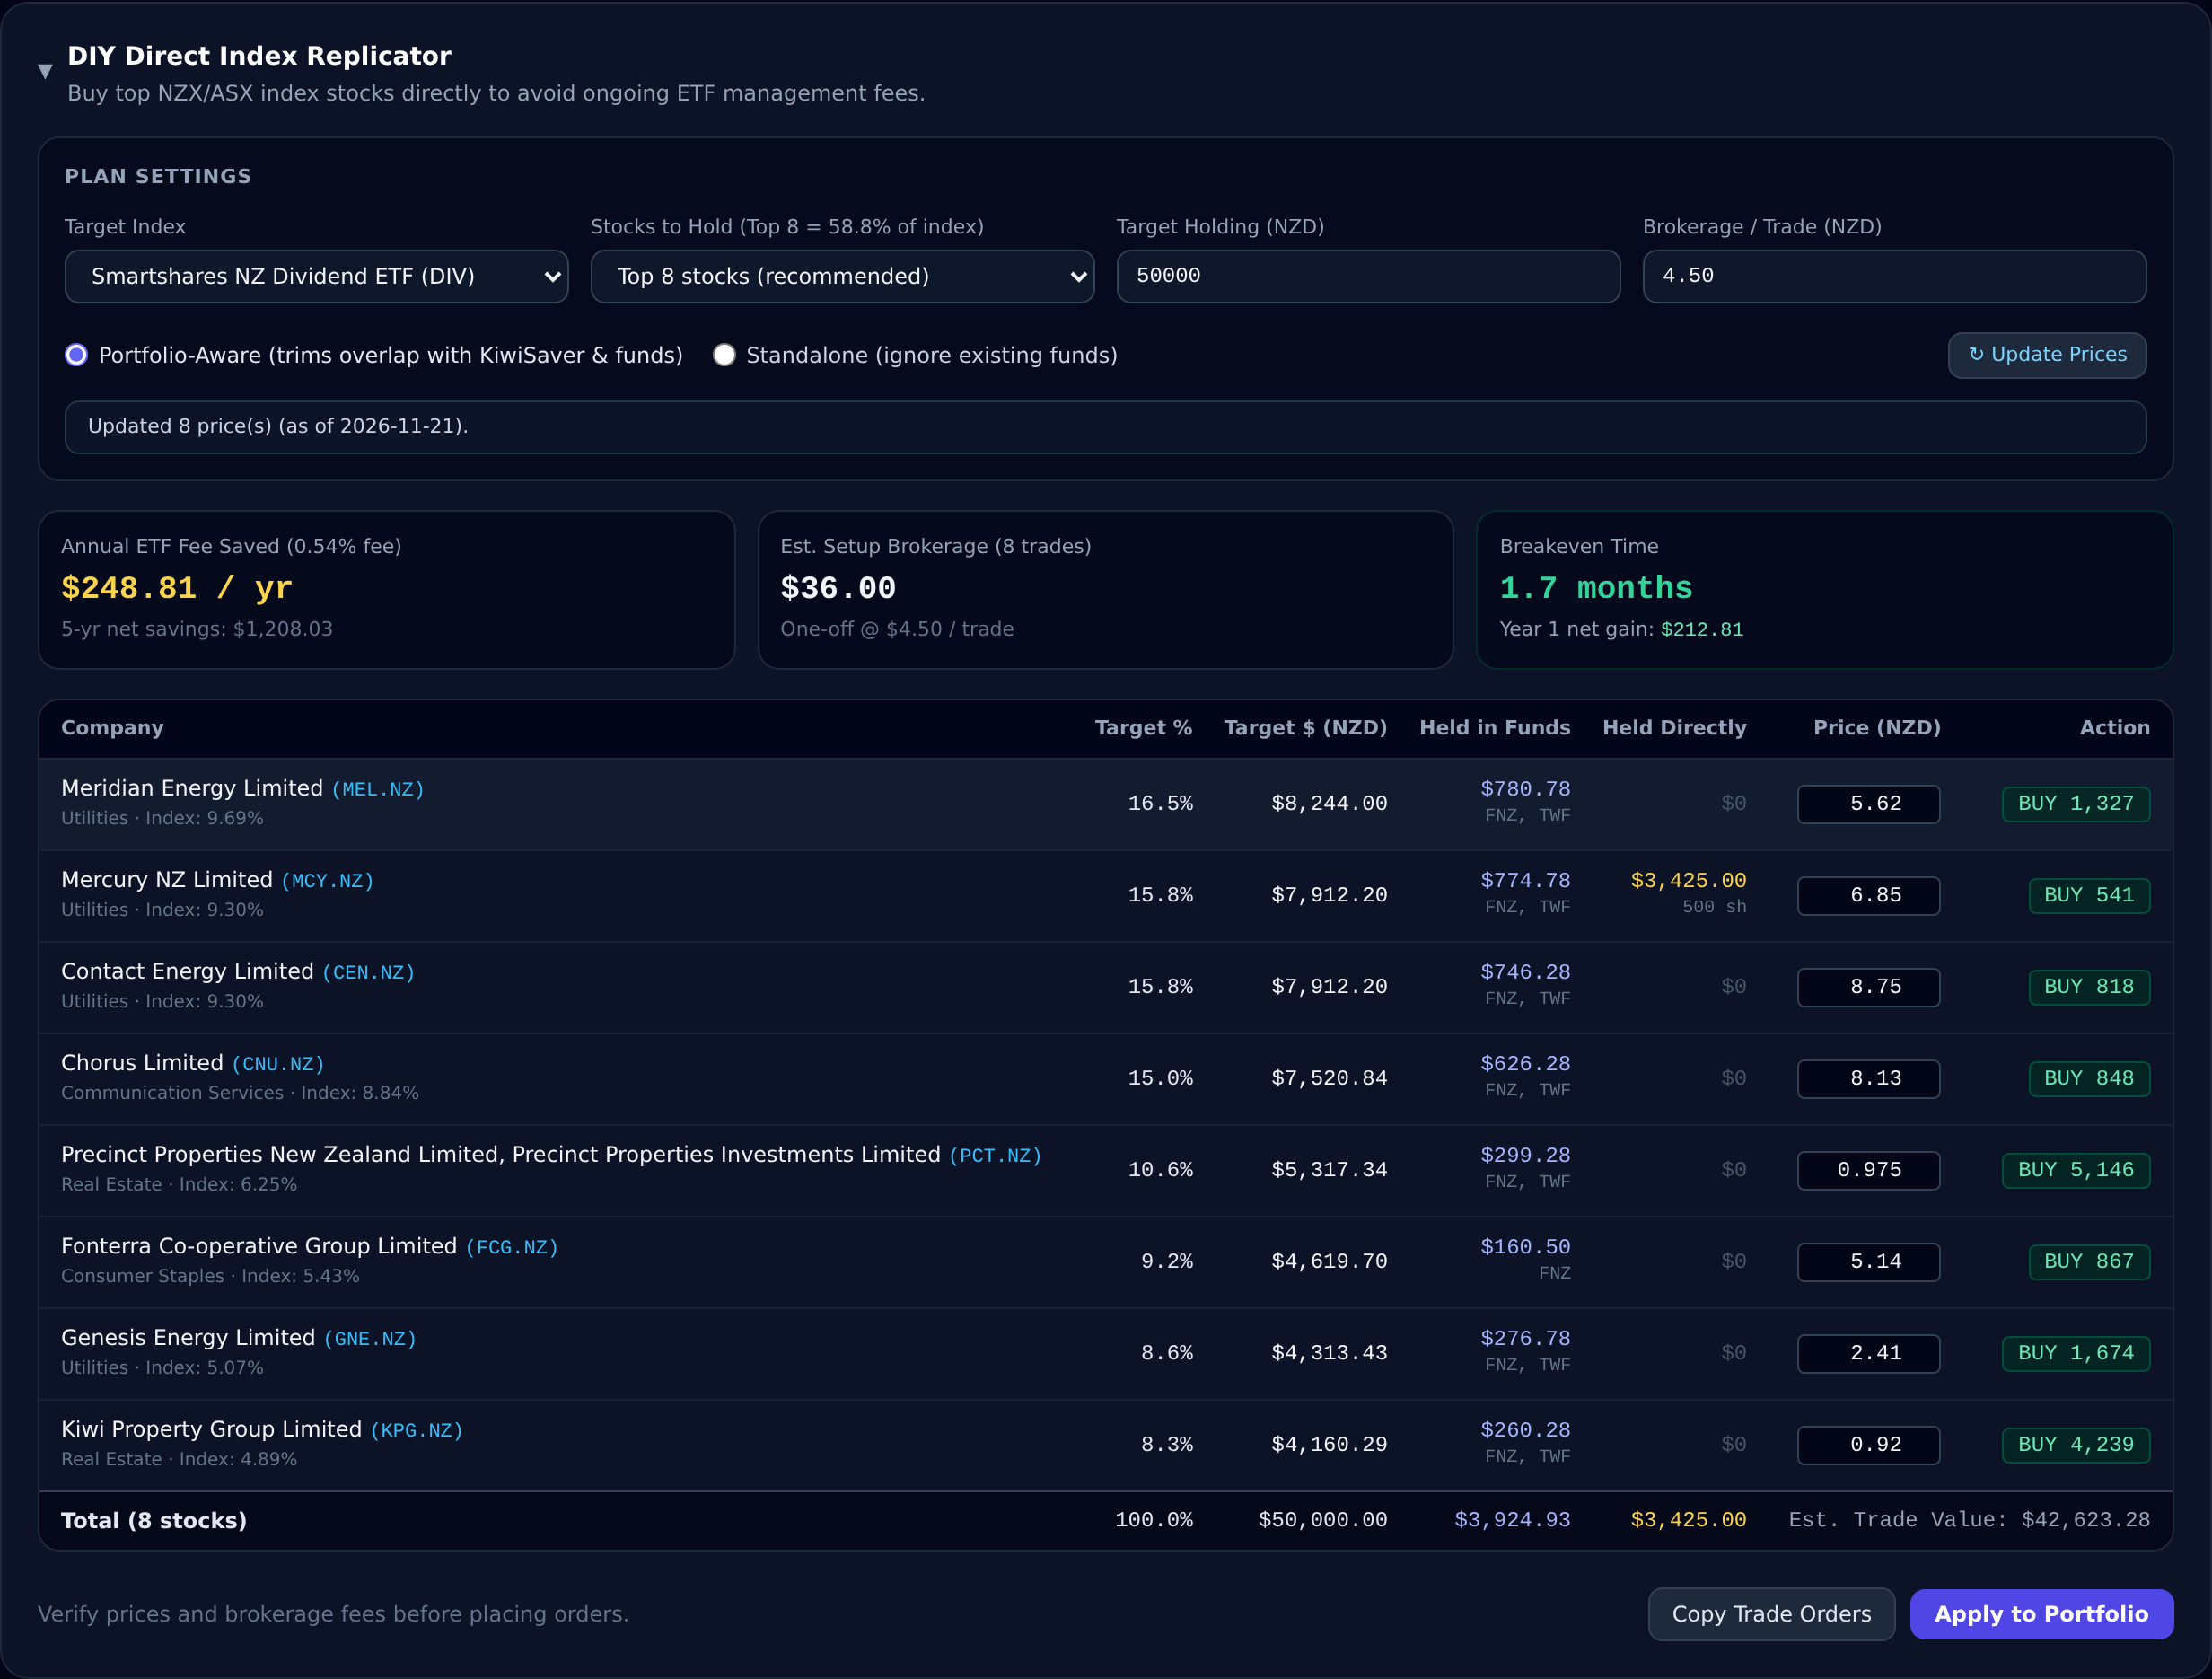 ▼ DIY Direct Index Replicator
Buy top NZX/ASX index stocks directly to avoid ongoing ETF management fees.
PLAN SETTINGS
Target Index
Stocks to Hold (Top 8 = 58.8% of index)
Target Holding (NZD)
Brokerage / Trade (NZD)
Smartshares NZ Dividend ETF (DIV)
Top 8 stocks (recommended)
50000
4.50
Portfolio-Aware (trims overlap with KiwiSaver & funds)
Standalone (ignore existing funds)
↻ Update Prices
Updated 8 price(s) (as of 2026-11-21).
Annual ETF Fee Saved (0.54% fee)
$248.81 / yr
5-yr net savings: $1,208.03
Est. Setup Brokerage (8 trades)
$36.00
One-off @ $4.50 / trade
Breakeven Time
1.7 months
Year 1 net gain: $212.81
Company Target % Target $ (NZD) Held in Funds Held Directly Price (NZD) Action
Meridian Energy Limited (MEL.NZ) 16.5% $8,244.00 $780.78 $0 5.62 BUY 1,327
Utilities · Index: 9.69% FNZ, TWF
Mercury NZ Limited (MCY.NZ) 15.8% $7,912.20 $774.78 $3,425.00 6.85 BUY 541
Utilities · Index: 9.30% FNZ, TWF 500 sh
Contact Energy Limited (CEN.NZ) 15.8% $7,912.20 $746.28 $0 8.75 BUY 818
Utilities · Index: 9.30% FNZ, TWF
Chorus Limited (CNU.NZ) 15.0% $7,520.84 $626.28 $0 8.13 BUY 848
Communication Services · Index: 8.84% FNZ, TWF
Precinct Properties New Zealand Limited, Precinct Properties Investments Limited (PCT.NZ) 10.6% $5,317.34 $299.28 $0 0.975 BUY 5,146
Real Estate · Index: 6.25% FNZ, TWF
Fonterra Co-operative Group Limited (FCG.NZ) 9.2% $4,619.70 $160.50 $0 5.14 BUY 867
Consumer Staples · Index: 5.43% FNZ
Genesis Energy Limited (GNE.NZ) 8.6% $4,313.43 $276.78 $0 2.41 BUY 1,674
Utilities · Index: 5.07% FNZ, TWF
Kiwi Property Group Limited (KPG.NZ) 8.3% $4,160.29 $260.28 $0 0.92 BUY 4,239
Real Estate · Index: 4.89% FNZ, TWF
Total (8 stocks) 100.0% $50,000.00 $3,924.93 $3,425.00 Est. Trade Value: $42,623.28
Verify prices and brokerage fees before placing orders.
Copy Trade Orders
Apply to Portfolio